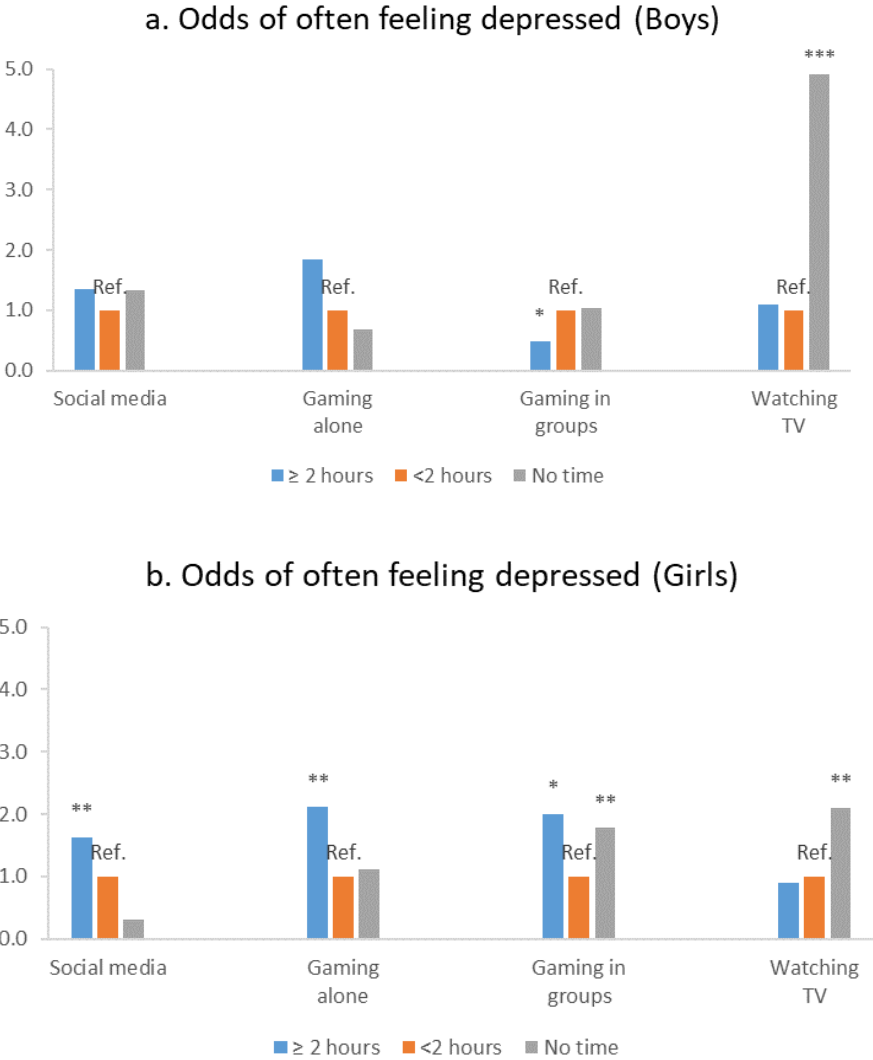 a. Odds of often feeling depressed (Boys)
5.0
***
4.0
3.0
2.0
Ref.
Ref.
*
Ref.
Ref.
1.0
0.0
Social media
Gaming
alone
Gaming in
groups
Watching
TV
≥ 2 hours
<2 hours
No time
b. Odds of often feeling depressed (Girls)
5.0
4.0
3.0
**
**
*
**
**
2.0
Ref.
Ref.
Ref.
Ref.
1.0
0.0
Social media
Gaming
alone
Gaming in
groups
Watching
TV
≥ 2 hours
<2 hours
No time